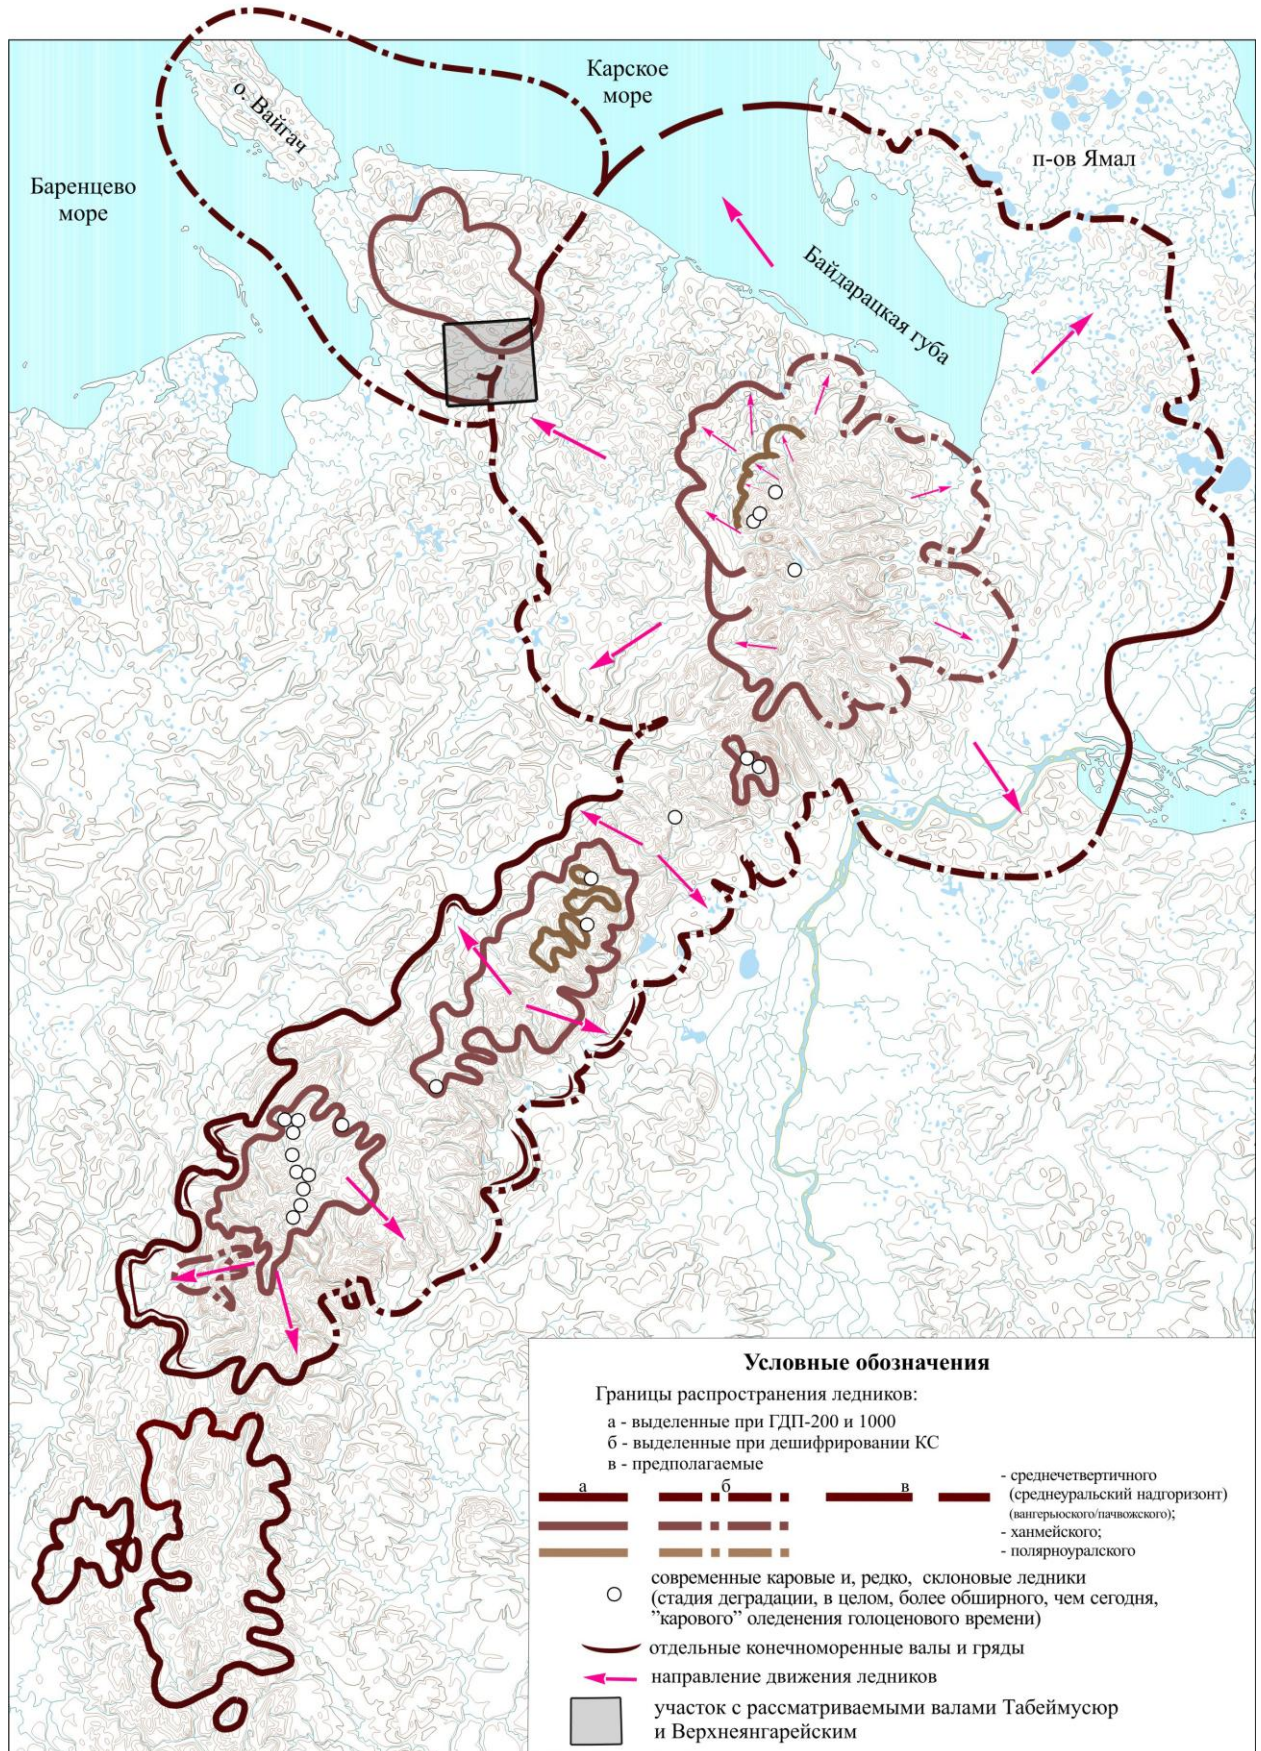 Карское
море
о. Вайгач
п-ов Ямал
Баренцево
море
Байдарацкая губа
Условные обозначения
Границы распространения ледников:
а - выделенные при ГДП-200 и 1000
б - выделенные при дешифрировании КС
в - предполагаемые
а б в
- среднечетвертичного
(среднеуральский надгоризонт)
(вангерьюского/пачвожского);
- ханмейского;
- полярноуралского
современные каровые и, редко, склоновые ледники
(стадия деградации, в целом, более обширного, чем сегодня,
"карового" оледенения голоценового времени)
отдельные конечноморенные валы и гряды
направление движения ледников
участок с рассматриваемыми валами Табеймусюр
и Верхнеянгарейским